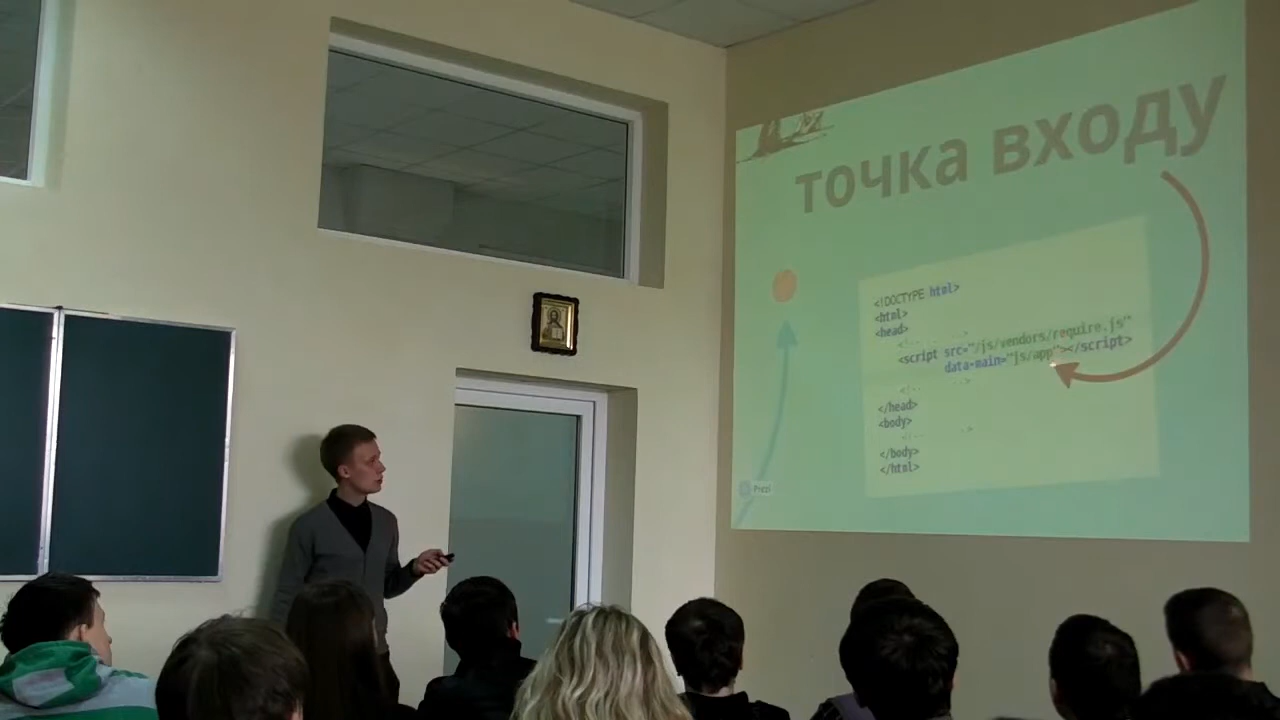 точка входу
<!DOCTYPE html>
<html>
<head>
<!-- -->
<script src="/js/vendors/require.js"
data-main="js/app"></script>
<!-- -->
</head>
<body>
<!-- -->
</body>
</html>
Prezi